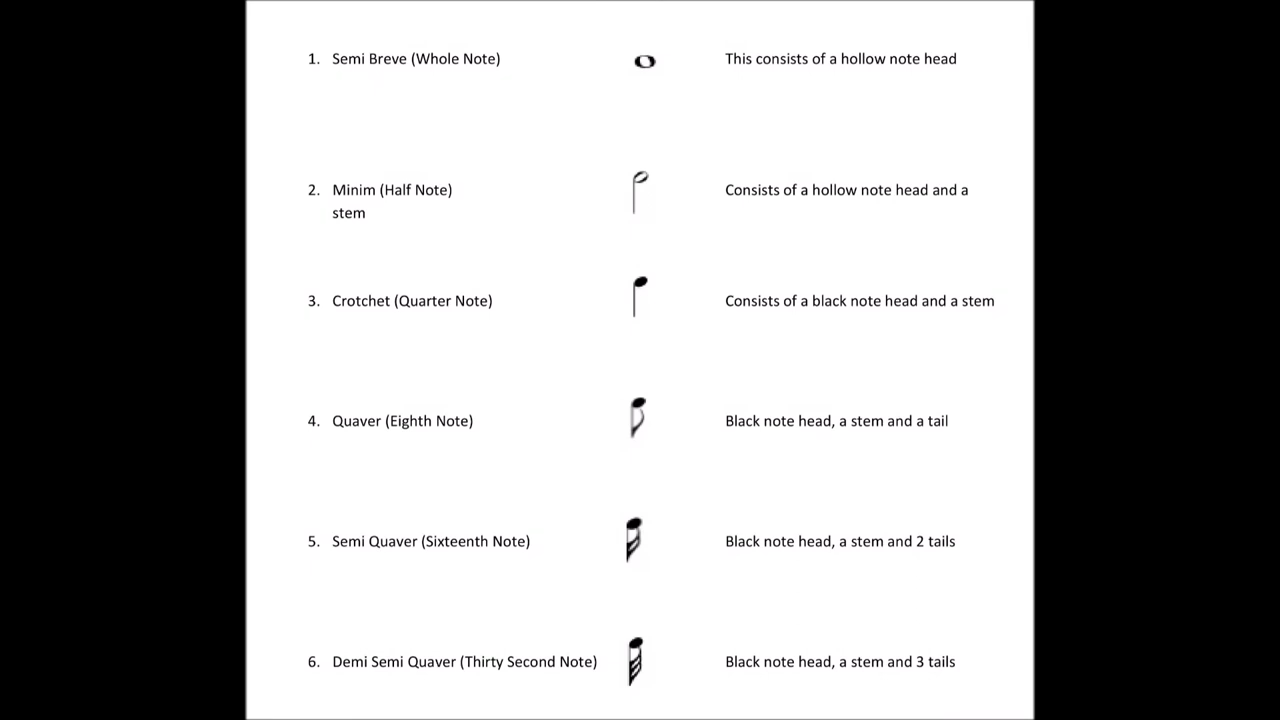 1. Semi Breve (Whole Note) This consists of a hollow note head
2. Minim (Half Note) Consists of a hollow note head and a
stem
3. Crotchet (Quarter Note) Consists of a black note head and a stem
4. Quaver (Eighth Note) Black note head, a stem and a tail
5. Semi Quaver (Sixteenth Note) Black note head, a stem and 2 tails
6. Demi Semi Quaver (Thirty Second Note) Black note head, a stem and 3 tails